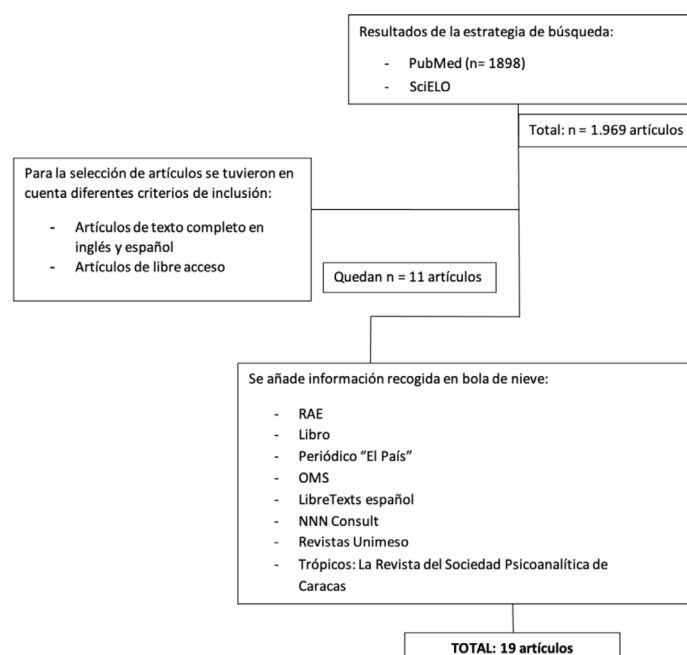 Resultados de la estrategia de búsqueda:
- PubMed (n= 1898)
- SciELO
Total: n = 1.969 artículos
Para la selección de artículos se tuvieron en
cuenta diferentes criterios de inclusión:
- Artículos de texto completo en
inglés y español
- Artículos de libre acceso
Quedan n = 11 artículos
Se añade información recogida en bola de nieve:
- RAE
- Libro
- Periódico "El País"
- OMS
- LibreTexts español
- NNN Consult
- Revistas Unimeso
- Trópicos: La Revista del Sociedad Psicoanalítica de
Caracas
TOTAL: 19 artículos